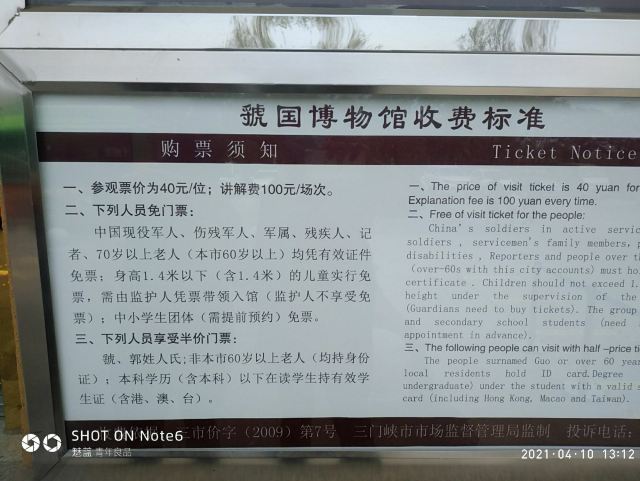 虢国博物馆收费标准
购票须知
Ticket Notice
一、参观票价为40元/位；讲解费100元/场次。
二、下列人员免门票：
中国现役军人、伤残军人、军属、残疾人、记
者、70岁以上老人（本市60岁以上）均凭有效证件
免票；身高1.4米以下（含1.4米）的儿童实行免
票，需由监护人凭票带领入馆（监护人不享受免
票）；中小学生团体（需提前预约）免票。
三、下列人员享受半价门票：
虢、郭姓人氏;非本市60岁以上老人（均持身份
证）；本科学历（含本科）以下在读学生持有效学
生证（含港、澳、台）。
一、The price of visit ticket is 40 yuan for
Explanation fee is 100 yuan every time.
二、Free of visit ticket for the people:
China's soldiers in active servic
soldiers , servicemen's family members, p
disabilities , Reporters and people over th
(over-60s with this city accounts) must ho
certificate . Children should not exceed 1.
height under the supervision of the
(Guardians need to buy tickets). The group
and secondary school students (need
appointment in advance).
三、The following people can visit with half –price ti
The people surnamed Guo or over 60 year
local residents hold ID card.Degree
undergraduate) under the student with a valid s
card (including Hong Kong, Macao and Taiwan).
三市价字（2009）第7号 三门峡市市场监督管理局监制 投诉电话：
SHOT ON Note6
魅蓝 青年良品
2021-04-10 13:12